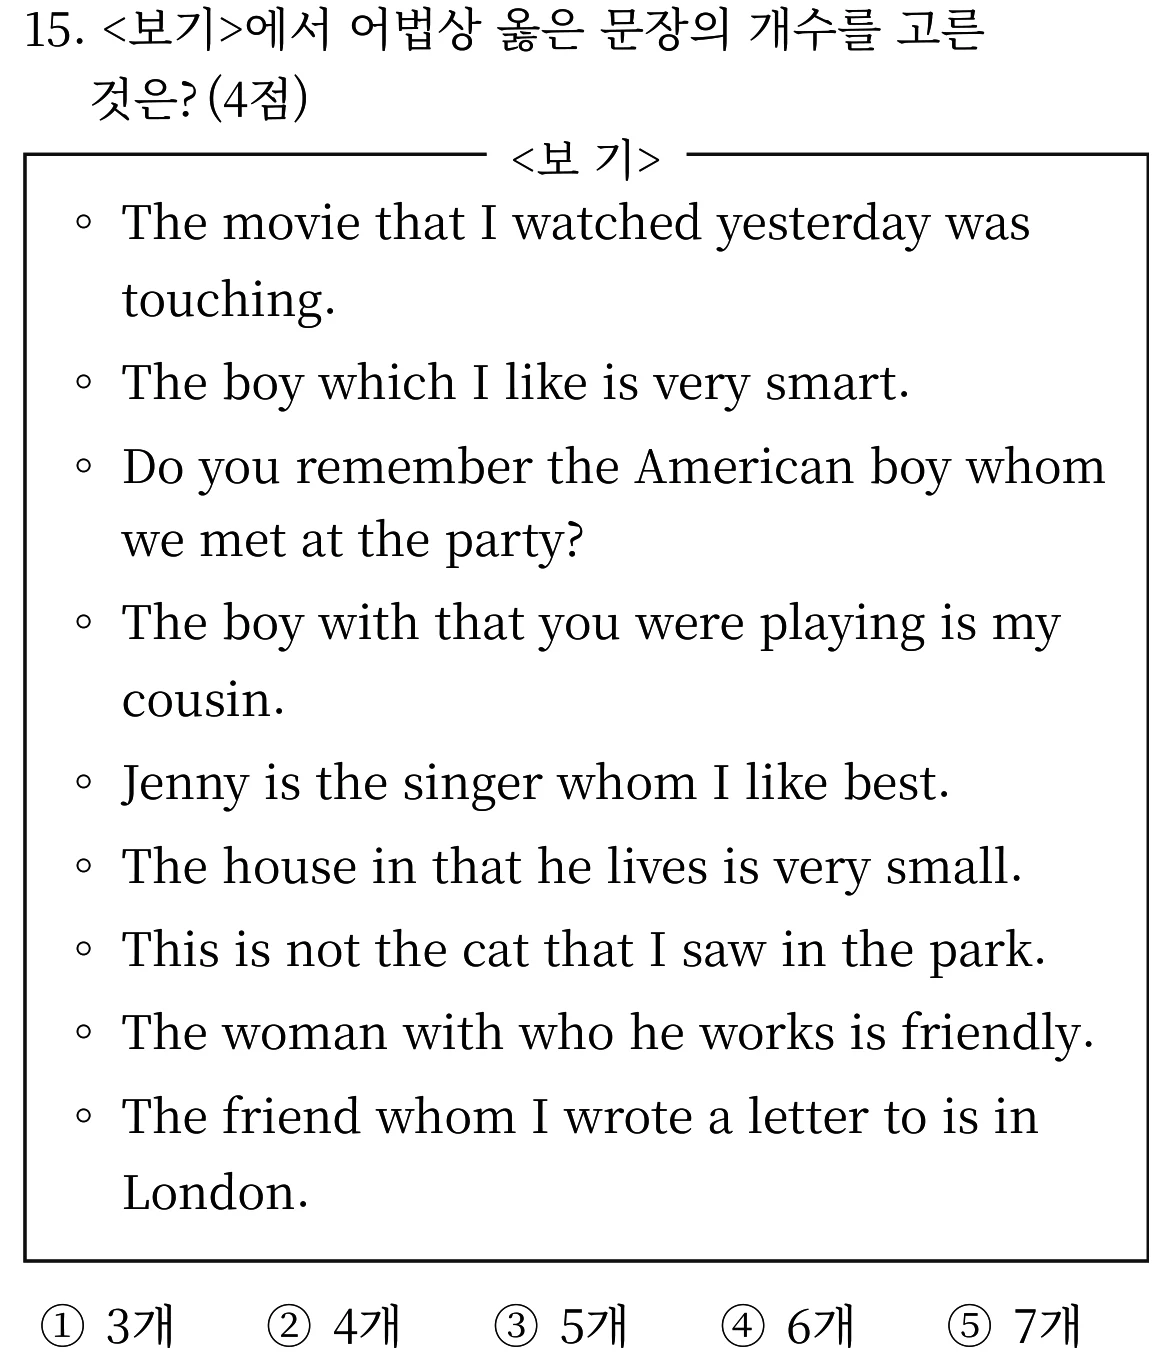 15. <보기>에서 어법상 옳은 문장의 개수를 고른
것은? (4점)
<보 기>
◦ The movie that I watched yesterday was
touching.
◦ The boy which I like is very smart.
◦ Do you remember the American boy whom
we met at the party?
◦ The boy with that you were playing is my
cousin.
◦ Jenny is the singer whom I like best.
◦ The house in that he lives is very small.
◦ This is not the cat that I saw in the park.
◦ The woman with who he works is friendly.
◦ The friend whom I wrote a letter to is in
London.
① 3개 ② 4개 ③ 5개 ④ 6개 ⑤ 7개